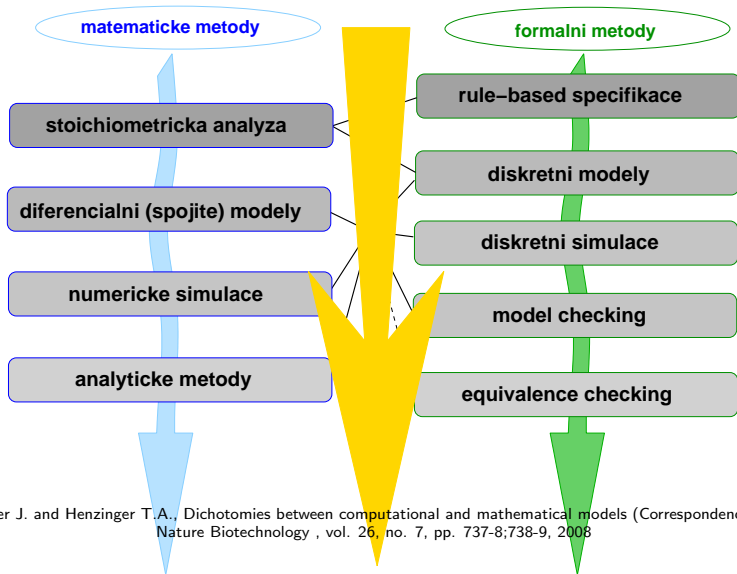 matematicke metody
formalni metody
stoichiometricka analyza
diferencialni (spojite) modely
numericke simulace
analyticke metody
rule–based specifikace
diskretni modely
diskretni simulace
model checking
equivalence checking
er J. and Henzinger T.A., Dichotomies between computational and mathematical models (Correspondenc
Nature Biotechnology , vol. 26, no. 7, pp. 737-8;738-9, 2008